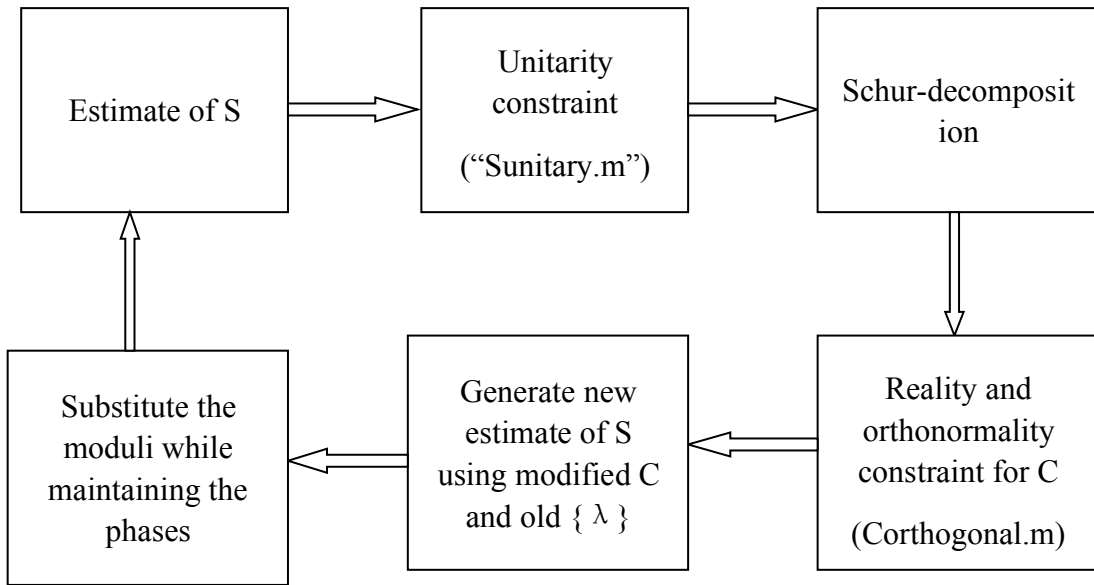 Estimate of S
Unitarity
constraint
(“Sunitary.m”)
Schur-decomposit
ion
Reality and
orthonormality
constraint for C
(Corthogonal.m)
Generate new
estimate of S
using modified C
and old { λ }
Substitute the
moduli while
maintaining the
phases